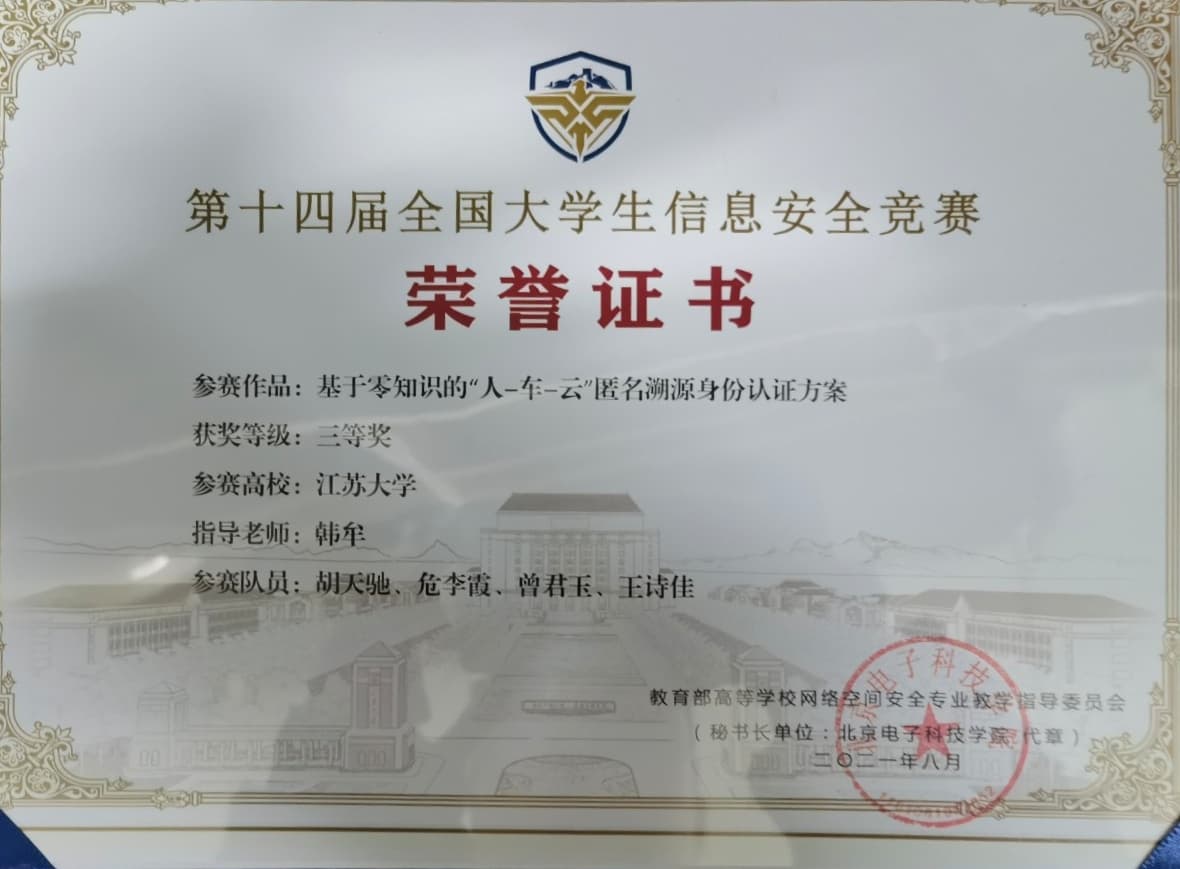 第十四届全国大学生信息安全竞赛
荣誉证书
参赛作品：基于零知识的“人-车-云”匿名溯源身份认证方案
获奖等级：三等奖
参赛高校：江苏大学
指导老师：韩牟
参赛队员：胡天驰、危李霞、曾君玉、王诗佳
教育部高等学校网络空间安全专业教学指导委员会
（秘书长单位：北京电子科技学院 代章）
二〇二一年八月
电子科技